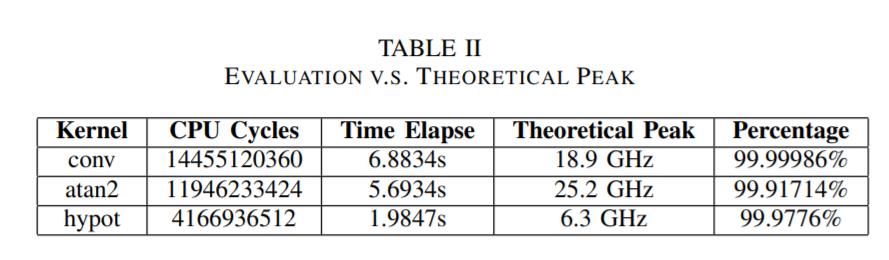 TABLE II
EVALUATION V.S. THEORETICAL PEAK
Kernel CPU Cycles Time Elapse Theoretical Peak Percentage
conv 14455120360 6.8834s 18.9 GHz 99.99986%
atan2 11946233424 5.6934s 25.2 GHz 99.91714%
hypot 4166936512 1.9847s 6.3 GHz 99.9776%